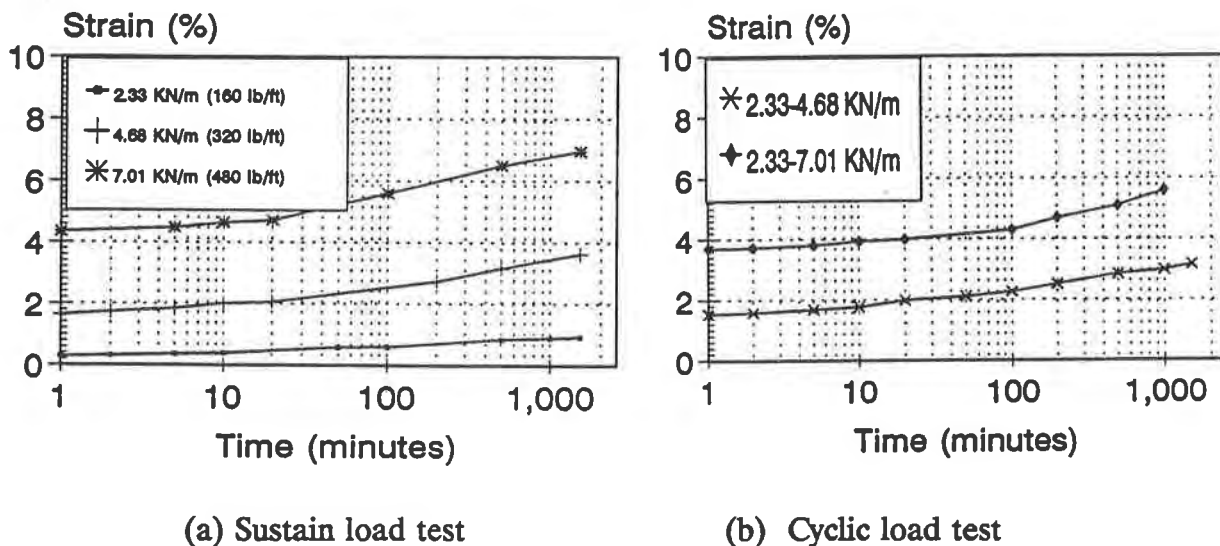 Strain (%)
10
8
6
4
2
0
2.33 KN/m (160 lb/ft)
4.68 KN/m (320 lb/ft)
7.01 KN/m (480 lb/ft)
1
10
100
1,000
Time (minutes)
(a) Sustain load test
Strain (%)
10
8
6
4
2
0
2.33-4.68 KN/m
2.33-7.01 KN/m
1
10
100
1,000
Time (minutes)
(b) Cyclic load test